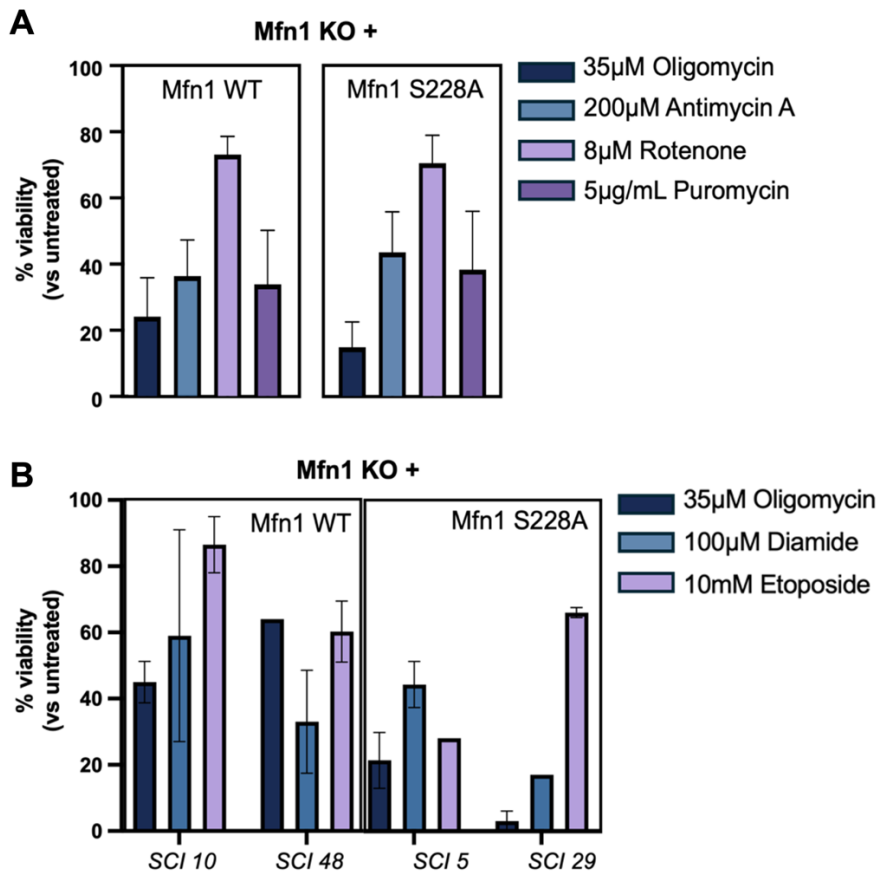 A
Mfn1 KO +
Mfn1 WT
Mfn1 S228A
% viability
(vs untreated)
100
80
60
40
20
0
35µM Oligomycin
200µM Antimycin A
8µM Rotenone
5µg/mL Puromycin
B
Mfn1 KO +
Mfn1 WT
Mfn1 S228A
% viability
(vs untreated)
100
80
60
40
20
0
SCI 10
SCI 48
SCI 5
SCI 29
35µM Oligomycin
100µM Diamide
10mM Etoposide